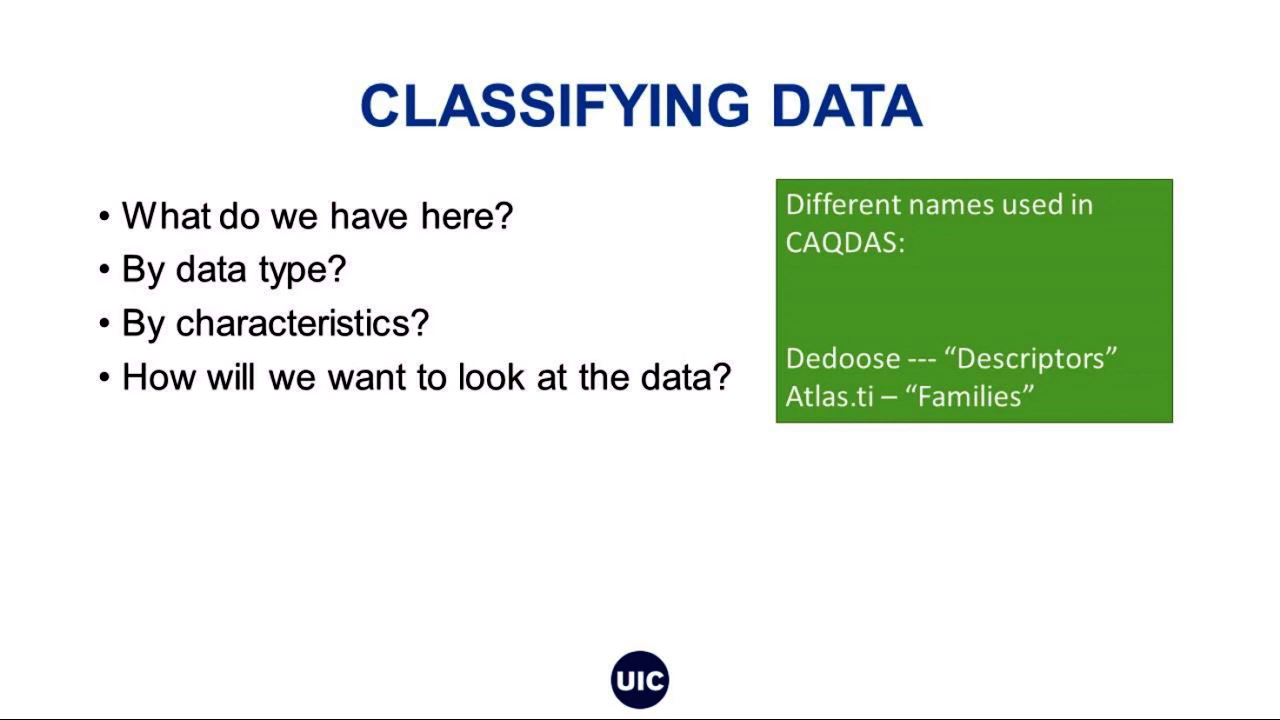 CLASSIFYING DATA
• What do we have here?
• By data type?
• By characteristics?
• How will we want to look at the data?
Different names used in
CAQDAS:
Dedoose --- “Descriptors”
Atlas.ti – “Families”
UIC